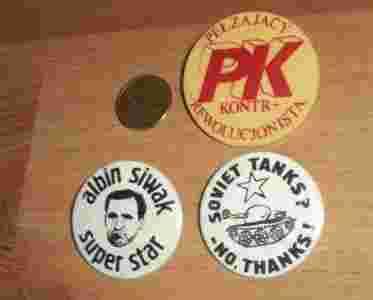 PEŁZAJĄCY
PK
KONTR-
REWOLUCJONISTA
albin siwak
super star
SOVIET TANKS?
- NO, THANKS!